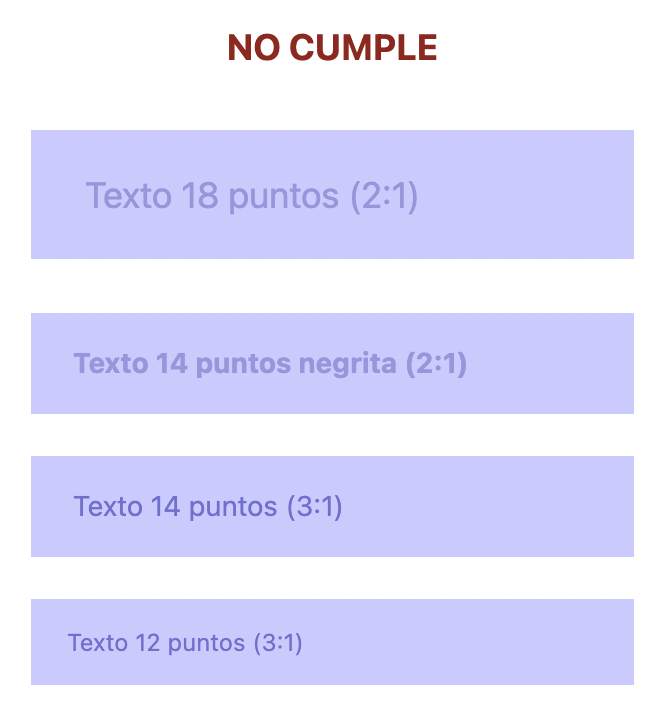 NO CUMPLE
Texto 18 puntos (2:1)
Texto 14 puntos negrita (2:1)
Texto 14 puntos (3:1)
Texto 12 puntos (3:1)